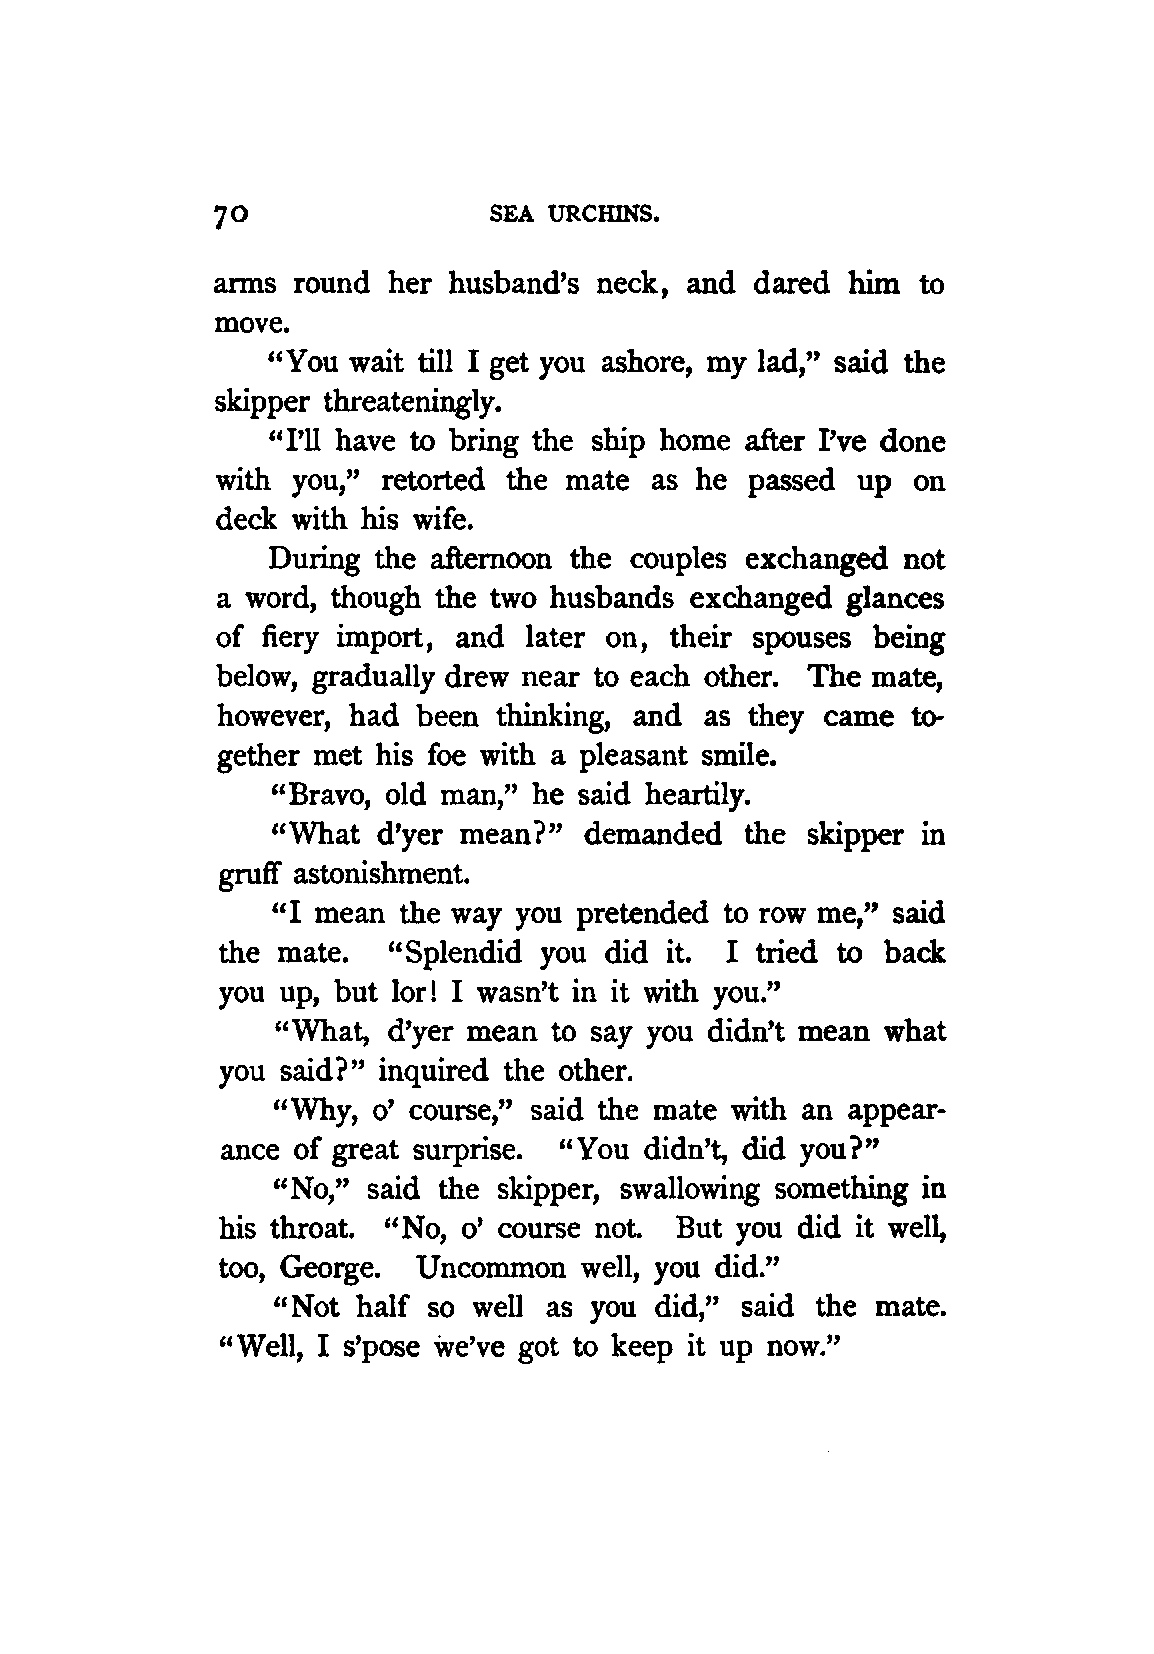 70 SEA URCHINS.
arms round her husband's neck, and dared him to
move.
"You wait till I get you ashore, my lad," said the
skipper threateningly.
"I'll have to bring the ship home after I've done
with you," retorted the mate as he passed up on
deck with his wife.
During the afternoon the couples exchanged not
a word, though the two husbands exchanged glances
of fiery import, and later on, their spouses being
below, gradually drew near to each other. The mate,
however, had been thinking, and as they came to-
gether met his foe with a pleasant smile.
"Bravo, old man," he said heartily.
"What d'yer mean?" demanded the skipper in
gruff astonishment.
"I mean the way you pretended to row me," said
the mate. "Splendid you did it. I tried to back
you up, but lor! I wasn't in it with you."
"What, d'yer mean to say you didn't mean what
you said?" inquired the other.
"Why, o' course," said the mate with an appear-
ance of great surprise. "You didn't, did you?"
"No," said the skipper, swallowing something in
his throat. "No, o' course not. But you did it well,
too, George. Uncommon well, you did."
"Not half so well as you did," said the mate.
"Well, I s'pose we've got to keep it up now."